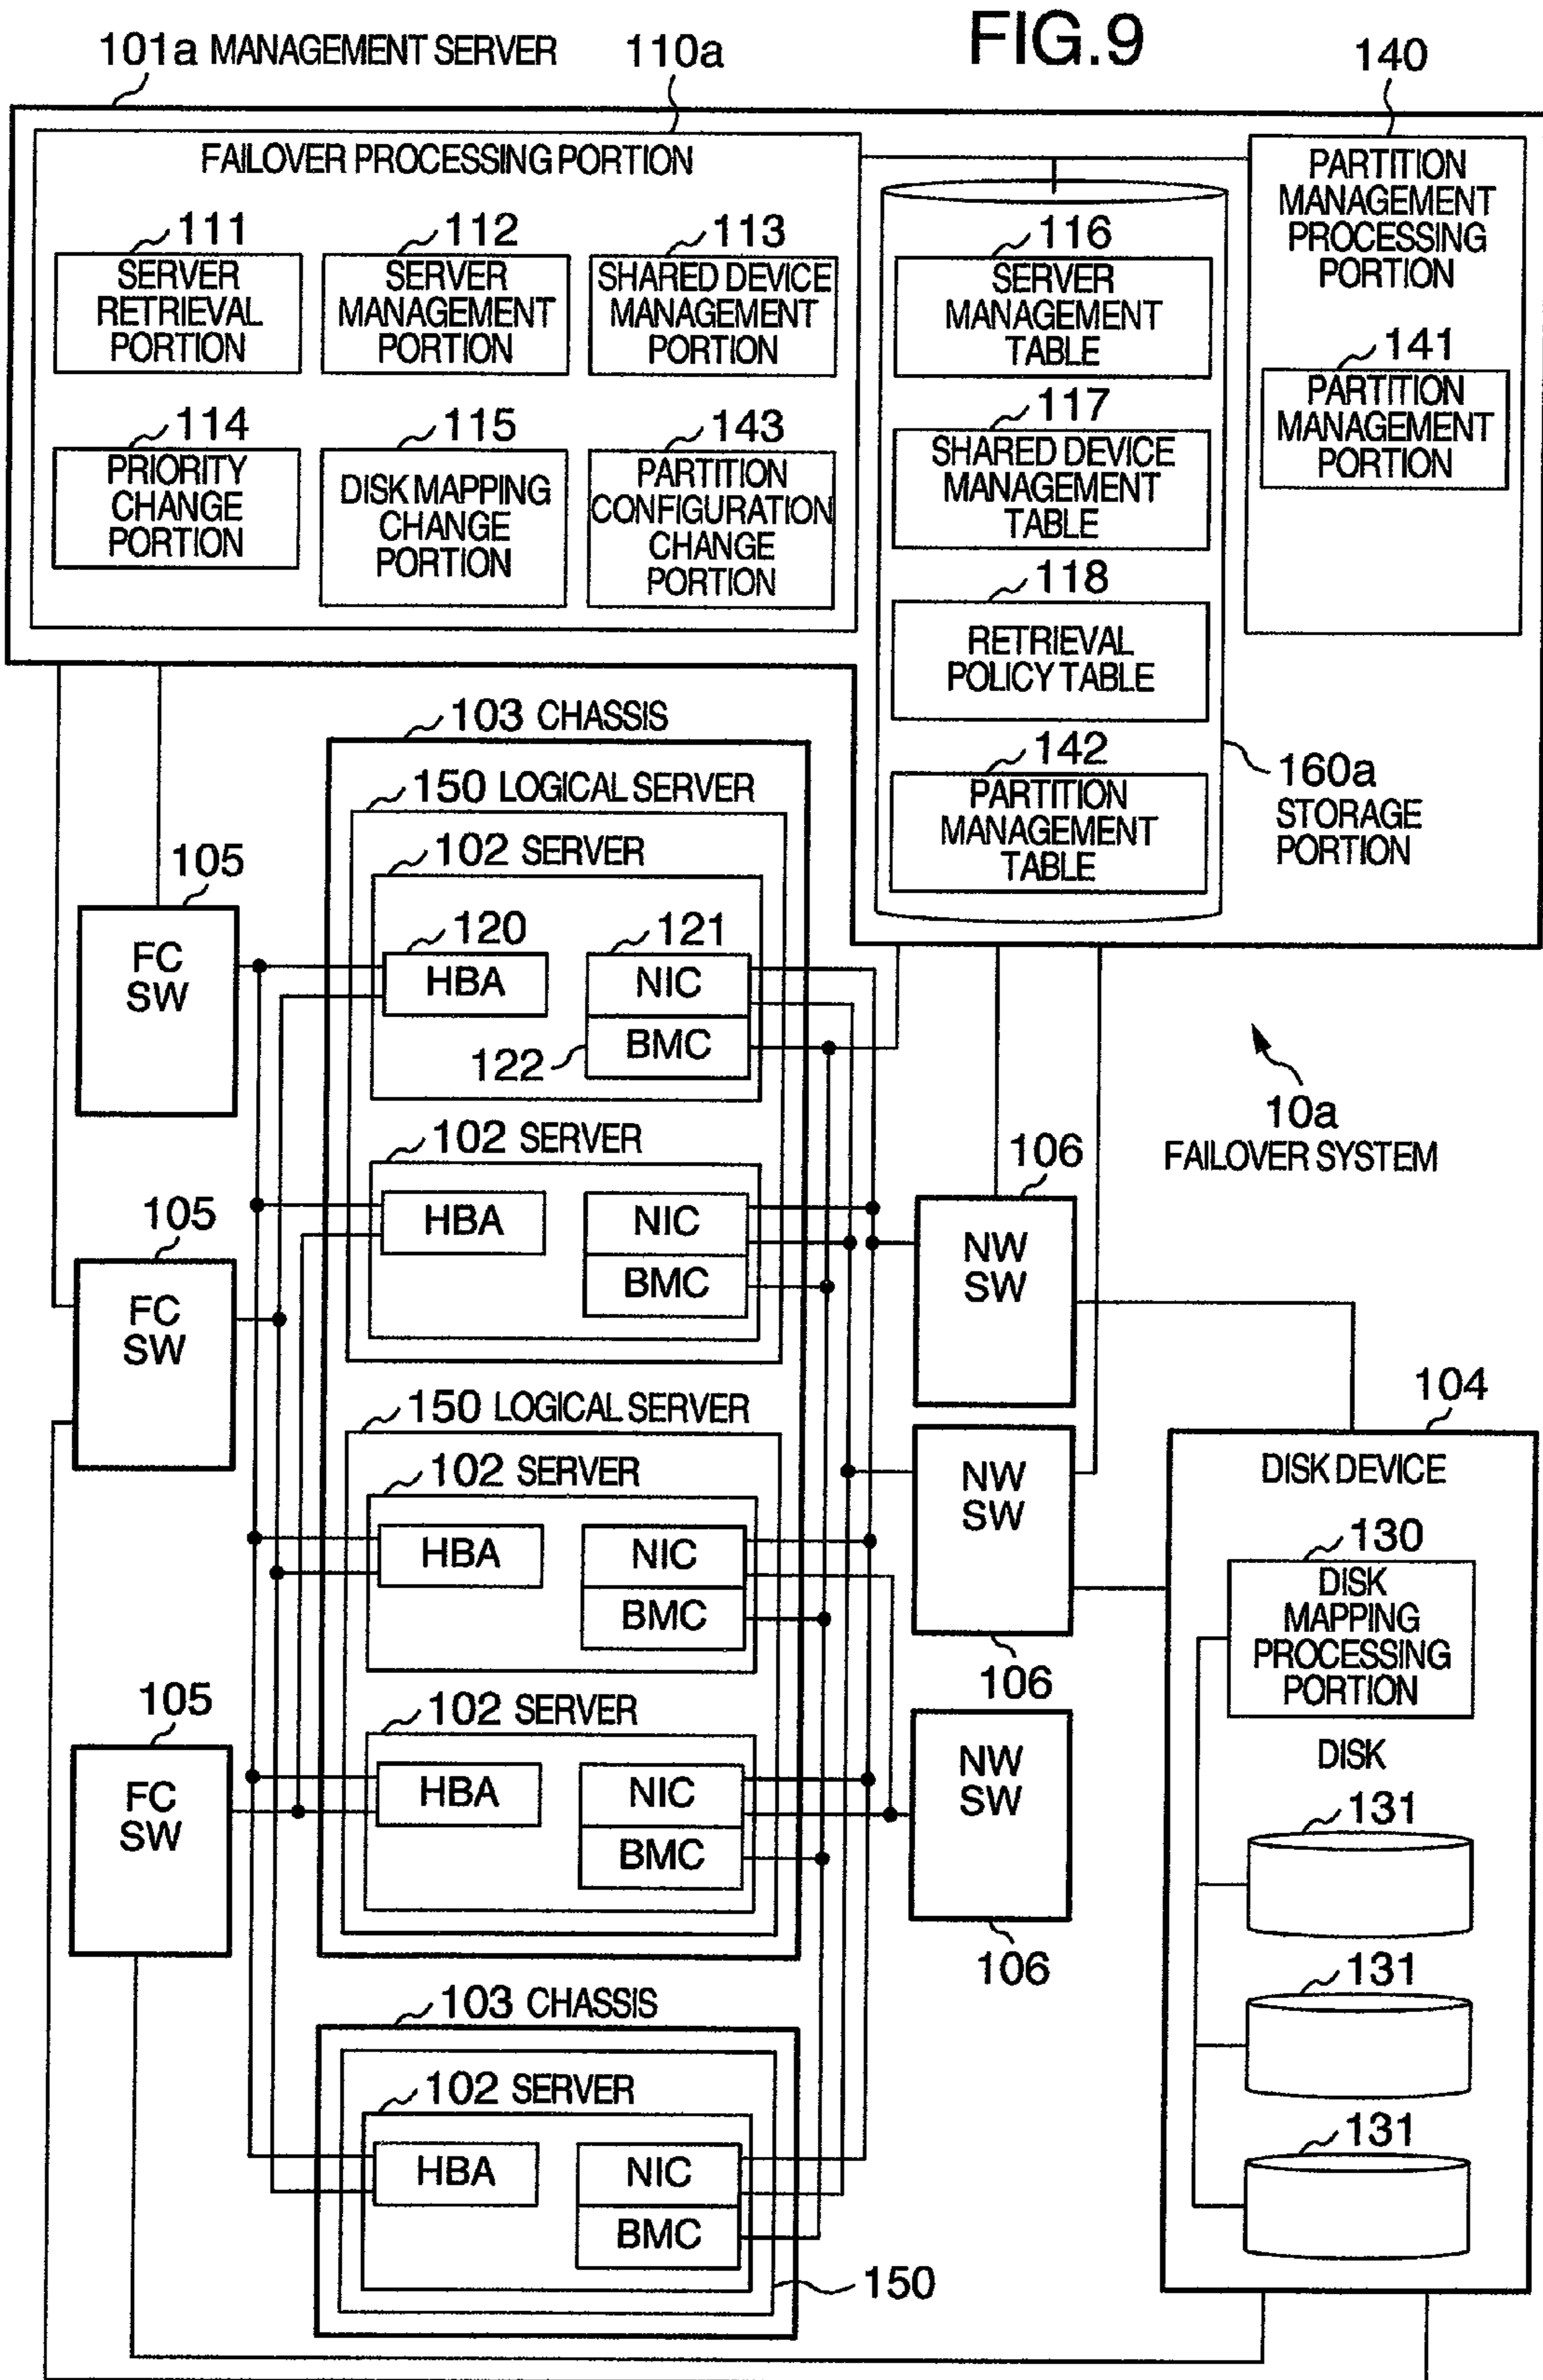 FIG.9
101a MANAGEMENT SERVER
110a
140
FAILOVER PROCESSING PORTION
111
SERVER
RETRIEVAL
PORTION
112
SERVER
MANAGEMENT
PORTION
113
SHARED DEVICE
MANAGEMENT
PORTION
114
PRIORITY
CHANGE
PORTION
115
DISK MAPPING
CHANGE
PORTION
143
PARTITION
CONFIGURATION
CHANGE
PORTION
116
SERVER
MANAGEMENT
TABLE
117
SHARED DEVICE
MANAGEMENT
TABLE
118
RETRIEVAL
POLICY TABLE
142
PARTITION
MANAGEMENT
TABLE
PARTITION
MANAGEMENT
PROCESSING
PORTION
141
PARTITION
MANAGEMENT
PORTION
160a
STORAGE
PORTION
103 CHASSIS
150 LOGICAL SERVER
102 SERVER
120
HBA
121
NIC
BMC
122
102 SERVER
HBA
NIC
BMC
150 LOGICAL SERVER
102 SERVER
HBA
NIC
BMC
102 SERVER
HBA
NIC
BMC
103 CHASSIS
102 SERVER
HBA
NIC
BMC
150
105
FC
SW
105
FC
SW
105
FC
SW
10a
FAILOVER SYSTEM
106
NW
SW
NW
SW
106
NW
SW
106
104
DISK DEVICE
130
DISK
MAPPING
PROCESSING
PORTION
DISK
131
131
131